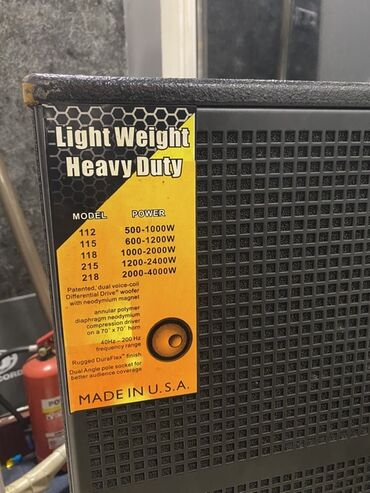 Light Weight
Heavy Duty
MODEL POWER
112 500-1000W
115 600-1200W
118 1000-2000W
215 1200-2400W
218 2000-4000W
Patented, dual voice-coil
Differential Drive® woofer
with neodymium magnet
annular polymer
diaphragm neodymium
compression driver
on a 70° x 70° horn
40Hz – 200 Hz
frequency range
Rugged DuraFlex™ finish
Dual Angle pole socket for
better audience coverage
MADE IN U.S.A.